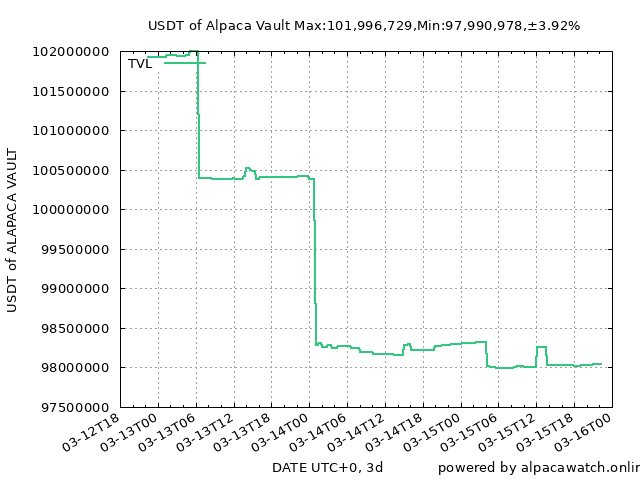 USDT of Alpaca Vault Max:101,996,729,Min:97,990,978,±3.92%
TVL
USDT of ALAPACA VAULT
102000000
101500000
101000000
100500000
100000000
99500000
99000000
98500000
98000000
97500000
03-12T18
03-13T00
03-13T06
03-13T12
03-13T18
03-14T00
03-14T06
03-14T12
03-14T18
03-15T00
03-15T06
03-15T12
03-15T18
03-16T00
DATE UTC+0, 3d
powered by alpacawatch.onlin